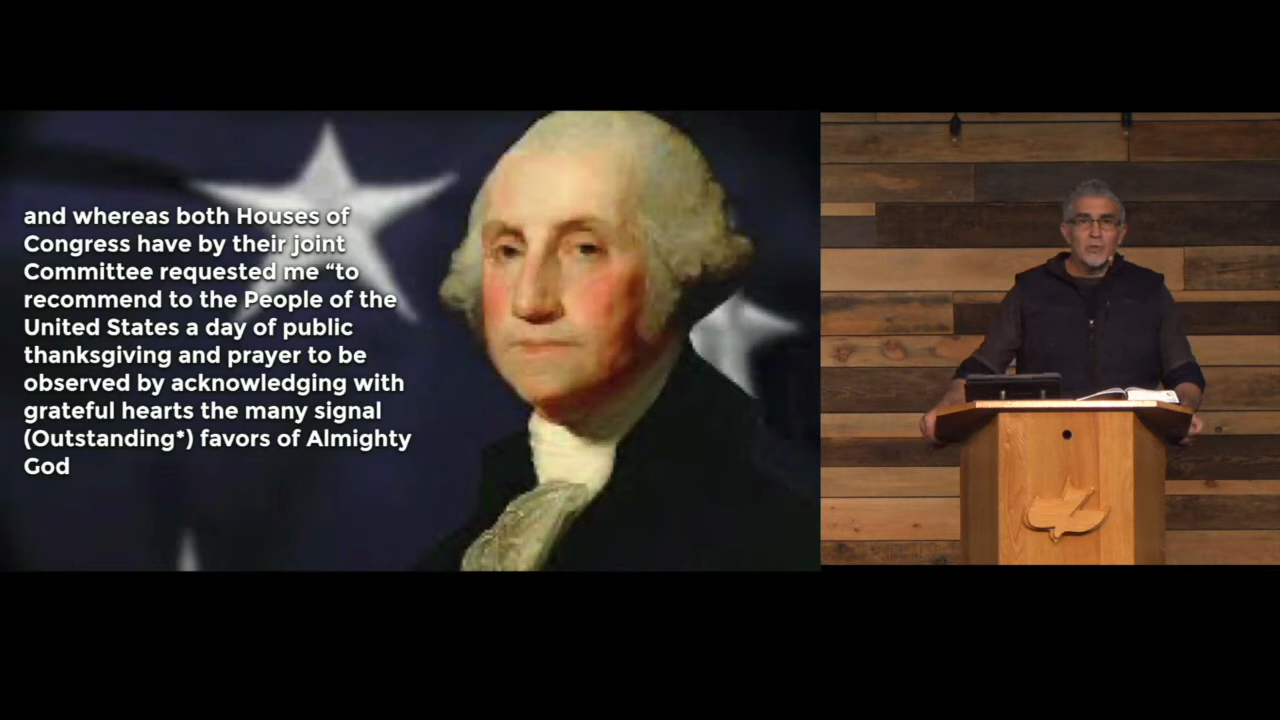 and whereas both Houses of
Congress have by their joint
Committee requested me “to
recommend to the People of the
United States a day of public
thanksgiving and prayer to be
observed by acknowledging with
grateful hearts the many signal
(Outstanding*) favors of Almighty
God